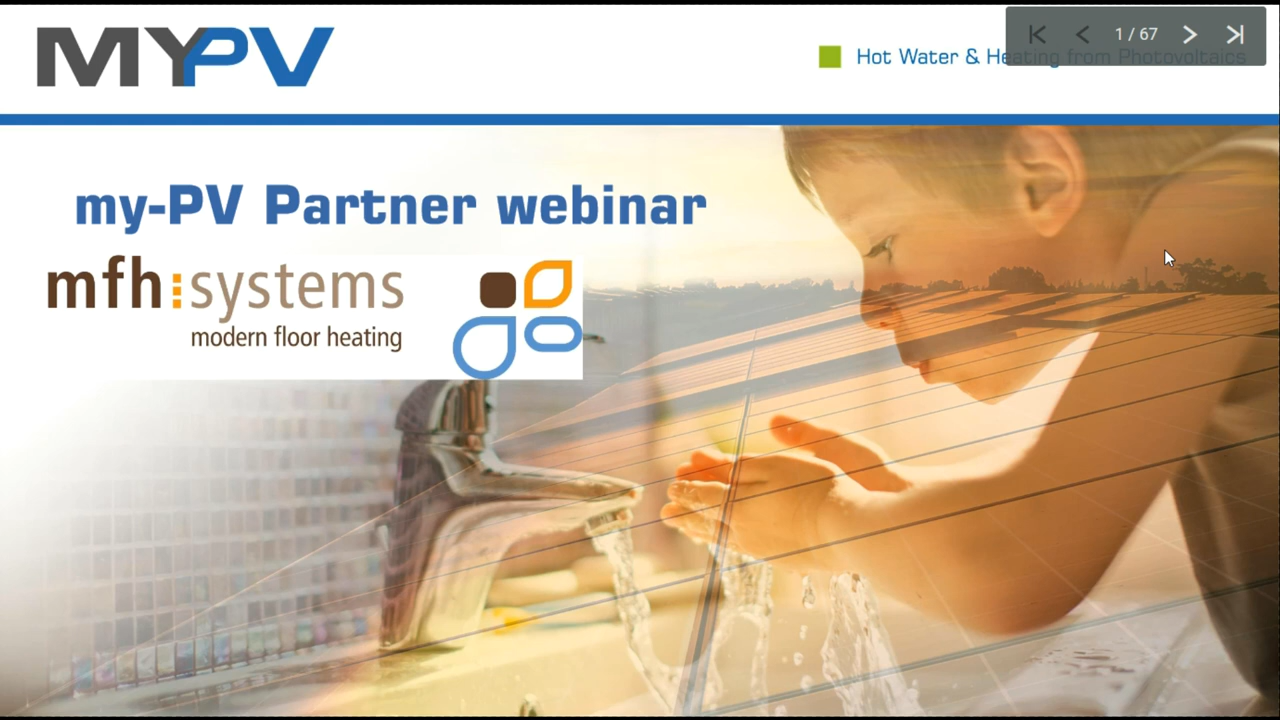 MYPV
Hot Water & Heating from Photovoltaics
1 / 67
my-PV Partner webinar
mfh systems
modern floor heating